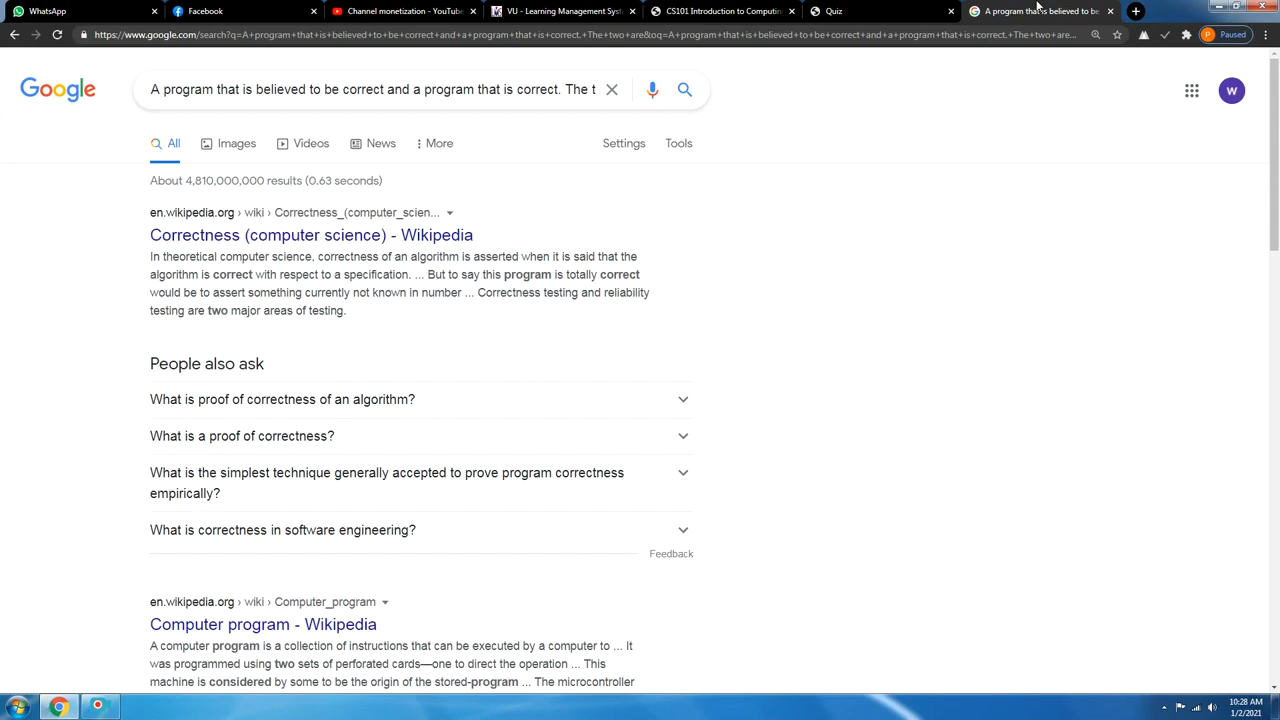 WhatsApp
Facebook
Channel monetization - YouTube
VU - Learning Management Syst
CS101 Introduction to Computin
Quiz
A program that is believed to be
https://www.google.com/search?q=A+program+that+is+believed+to+be+correct+and+a+program+that+is+correct.+The+two+are&oq=A+program+that+is+believed+to+be+correct+and+a+program+that+is+correct.+The+two+are...
P Paused
Google
A program that is believed to be correct and a program that is correct. The t
w
All
Images
Videos
News
More
Settings
Tools
About 4,810,000,000 results (0.63 seconds)
en.wikipedia.org › wiki › Correctness_(computer_scien...
Correctness (computer science) - Wikipedia
In theoretical computer science, correctness of an algorithm is asserted when it is said that the
algorithm is correct with respect to a specification. ... But to say this program is totally correct
would be to assert something currently not known in number ... Correctness testing and reliability
testing are two major areas of testing.
People also ask
What is proof of correctness of an algorithm?
What is a proof of correctness?
What is the simplest technique generally accepted to prove program correctness
empirically?
What is correctness in software engineering?
Feedback
en.wikipedia.org › wiki › Computer_program
Computer program - Wikipedia
A computer program is a collection of instructions that can be executed by a computer to ... It
was programmed using two sets of perforated cards—one to direct the operation ... This
machine is considered by some to be the origin of the stored-program ... The microcontroller
10:28 AM
1/2/2021